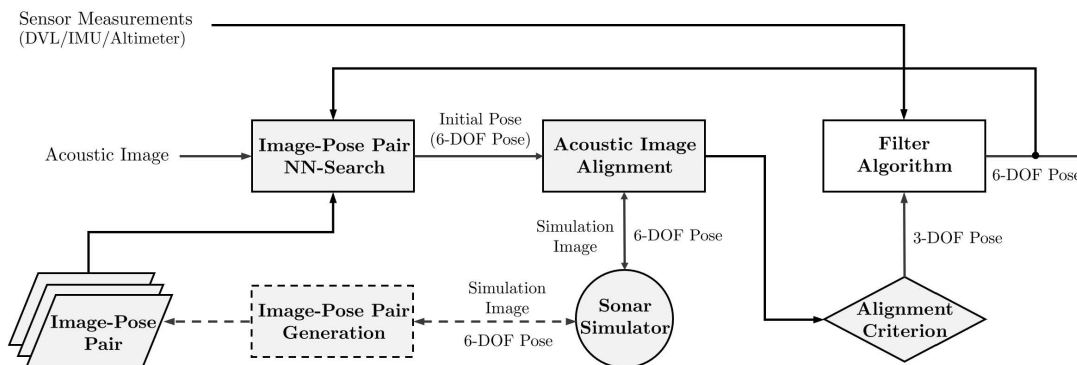 Sensor Measurements
(DVL/IMU/Altimeter)
Acoustic Image
Image-Pose Pair
NN-Search
Initial Pose
(6-DOF Pose)
Acoustic Image
Alignment
Filter
Algorithm
6-DOF Pose
Simulation
Image
6-DOF Pose
3-DOF Pose
Image-Pose
Pair
Image-Pose Pair
Generation
Simulation
Image
6-DOF Pose
Sonar
Simulator
Alignment
Criterion